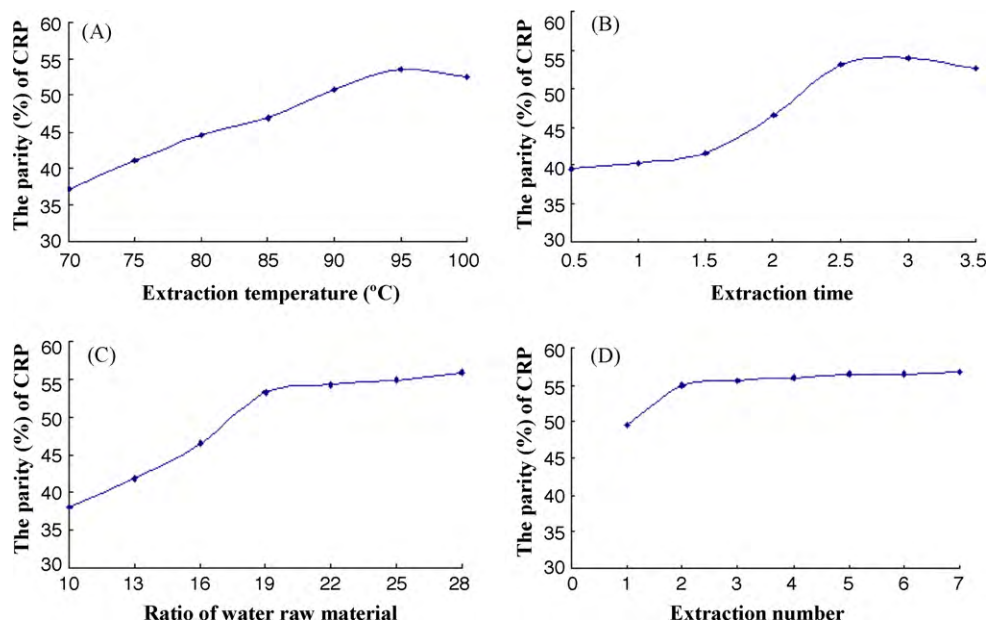 (A)
The parity (%) of CRP
60
55
50
45
40
35
30
70 75 80 85 90 95 100
Extraction temperature (ºC)
(B)
The parity (%) of CRP
60
55
50
45
40
35
30
0.5 1 1.5 2 2.5 3 3.5
Extraction time
(C)
The parity (%) of CRP
60
55
50
45
40
35
30
10 13 16 19 22 25 28
Ratio of water raw material
(D)
The parity (%) of CRP
60
55
50
45
40
35
30
0 1 2 3 4 5 6 7
Extraction number